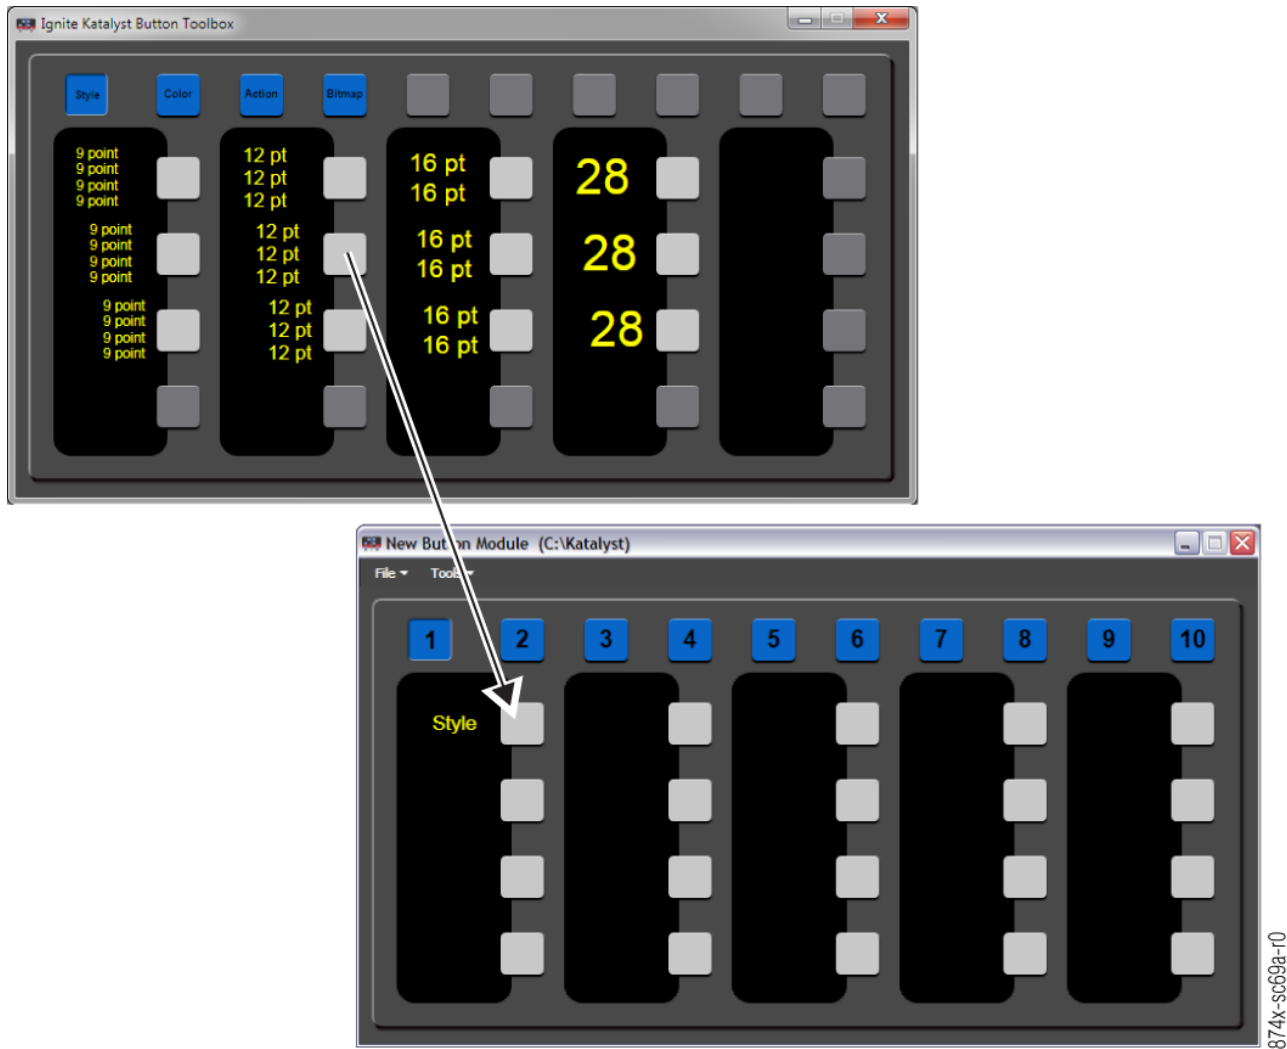 Ignite Katalyst Button Toolbox
Style Color Action Bitmap
9 point
9 point
9 point
9 point
12 pt
12 pt
12 pt
16 pt
16 pt
28
9 point
9 point
9 point
9 point
12 pt
12 pt
12 pt
16 pt
16 pt
28
9 point
9 point
9 point
9 point
12 pt
12 pt
12 pt
16 pt
16 pt
28
New Button Module (C:\Katalyst)
File Tools
1 2 3 4 5 6 7 8 9 10
Style
874x-sc69a-r0